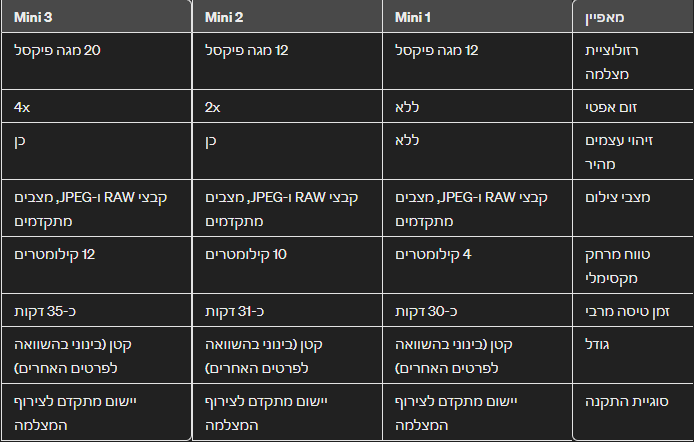 מאפיין Mini 1 Mini 2 Mini 3
רזולוציית 12 מגה פיקסל 12 מגה פיקסל 20 מגה פיקסל
מצלמה
זום אפטי ללא 2x 4x
זיהוי עצמים ללא כן כן
מהיר
מצבי צילום קבצי RAW ו-JPEG, מצבים קבצי RAW ו-JPEG, מצבים קבצי RAW ו-JPEG, מצבים
מתקדמים מתקדמים מתקדמים
טווח מרחק 4 קילומטרים 10 קילומטרים 12 קילומטרים
מקסימלי
זמן טיסה מרבי כ-30 דקות כ-31 דקות כ-35 דקות
גודל קטן (בינוני בהשוואה קטן (בינוני בהשוואה קטן (בינוני בהשוואה
לפרטים האחרים) לפרטים האחרים) לפרטים האחרים)
סוגיית התקנה יישום מתקדם לצירוף יישום מתקדם לצירוף יישום מתקדם לצירוף
המצלמה המצלמה המצלמה